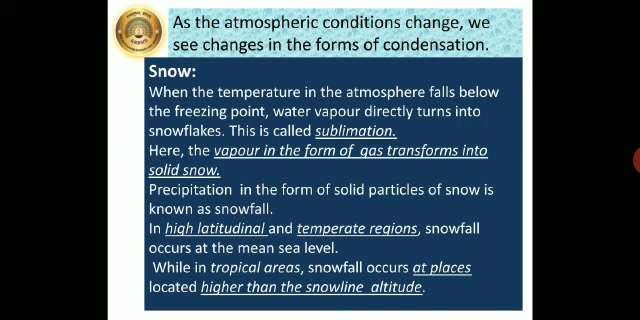 As the atmospheric conditions change, we
see changes in the forms of condensation.
Snow:
When the temperature in the atmosphere falls below
the freezing point, water vapour directly turns into
snowflakes. This is called sublimation.
Here, the vapour in the form of gas transforms into
solid snow.
Precipitation in the form of solid particles of snow is
known as snowfall.
In high latitudinal and temperate regions, snowfall
occurs at the mean sea level.
While in tropical areas, snowfall occurs at places
located higher than the snowline altitude.